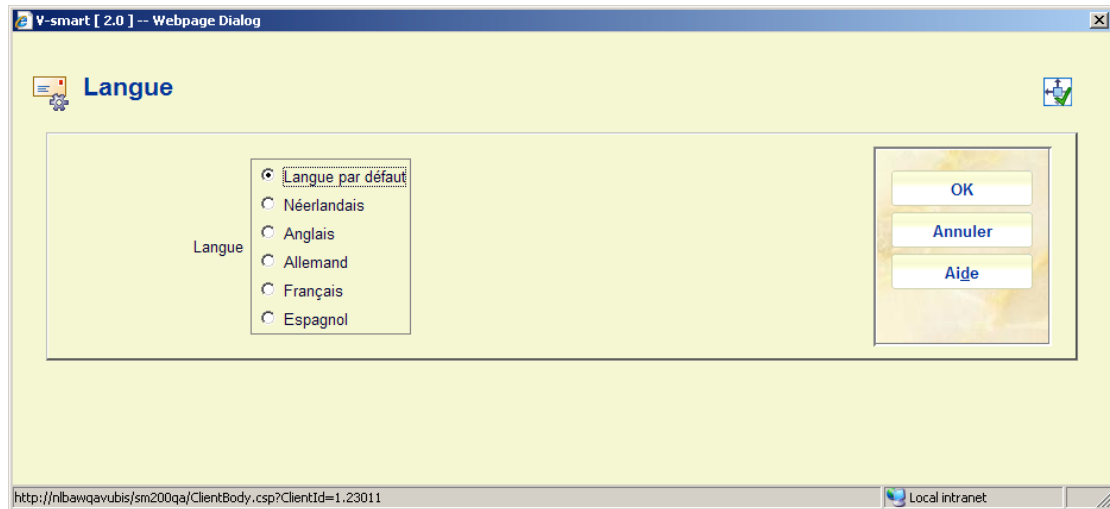 V-smart [ 2.0 ] -- Webpage Dialog
Langue
Langue
Langue par défaut
Néerlandais
Anglais
Allemand
Français
Espagnol
OK
Annuler
Aide
http://nlbawqavubis/sm200qa/ClientBody.csp?ClientId=1.23011
Local intranet